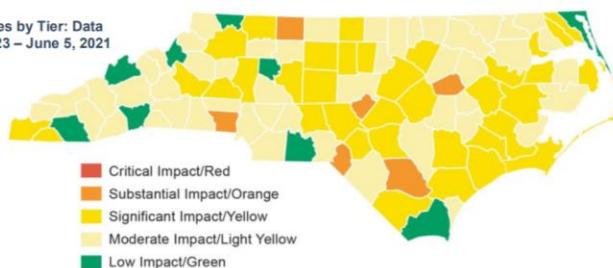 es by Tier: Data
23 – June 5, 2021
Critical Impact/Red
Substantial Impact/Orange
Significant Impact/Yellow
Moderate Impact/Light Yellow
Low Impact/Green